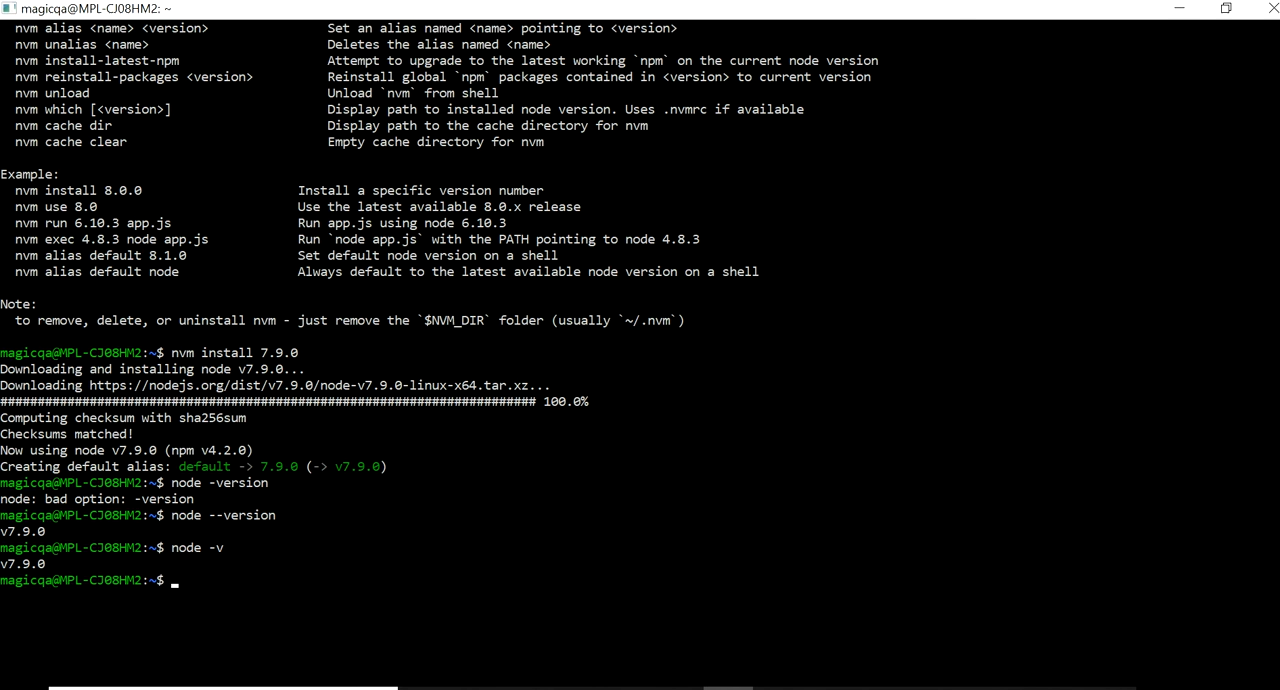 magicqa@MPL-CJ08HM2: ~
nvm alias <name> <version> Set an alias named <name> pointing to <version>
nvm unalias <name> Deletes the alias named <name>
nvm install-latest-npm Attempt to upgrade to the latest working `npm` on the current node version
nvm reinstall-packages <version> Reinstall global `npm` packages contained in <version> to current version
nvm unload Unload `nvm` from shell
nvm which [<version>] Display path to installed node version. Uses .nvmrc if available
nvm cache dir Display path to the cache directory for nvm
nvm cache clear Empty cache directory for nvm
Example:
nvm install 8.0.0 Install a specific version number
nvm use 8.0 Use the latest available 8.0.x release
nvm run 6.10.3 app.js Run app.js using node 6.10.3
nvm exec 4.8.3 node app.js Run `node app.js` with the PATH pointing to node 4.8.3
nvm alias default 8.1.0 Set default node version on a shell
nvm alias default node Always default to the latest available node version on a shell
Note:
to remove, delete, or uninstall nvm - just remove the `$NVM_DIR` folder (usually `~/.nvm`)
magicqa@MPL-CJ08HM2:~$ nvm install 7.9.0
Downloading and installing node v7.9.0...
Downloading https://nodejs.org/dist/v7.9.0/node-v7.9.0-linux-x64.tar.xz...
######################################################################## 100.0%
Computing checksum with sha256sum
Checksums matched!
Now using node v7.9.0 (npm v4.2.0)
Creating default alias: default -> 7.9.0 (-> v7.9.0)
magicqa@MPL-CJ08HM2:~$ node -version
node: bad option: -version
magicqa@MPL-CJ08HM2:~$ node --version
v7.9.0
magicqa@MPL-CJ08HM2:~$ node -v
v7.9.0
magicqa@MPL-CJ08HM2:~$ _